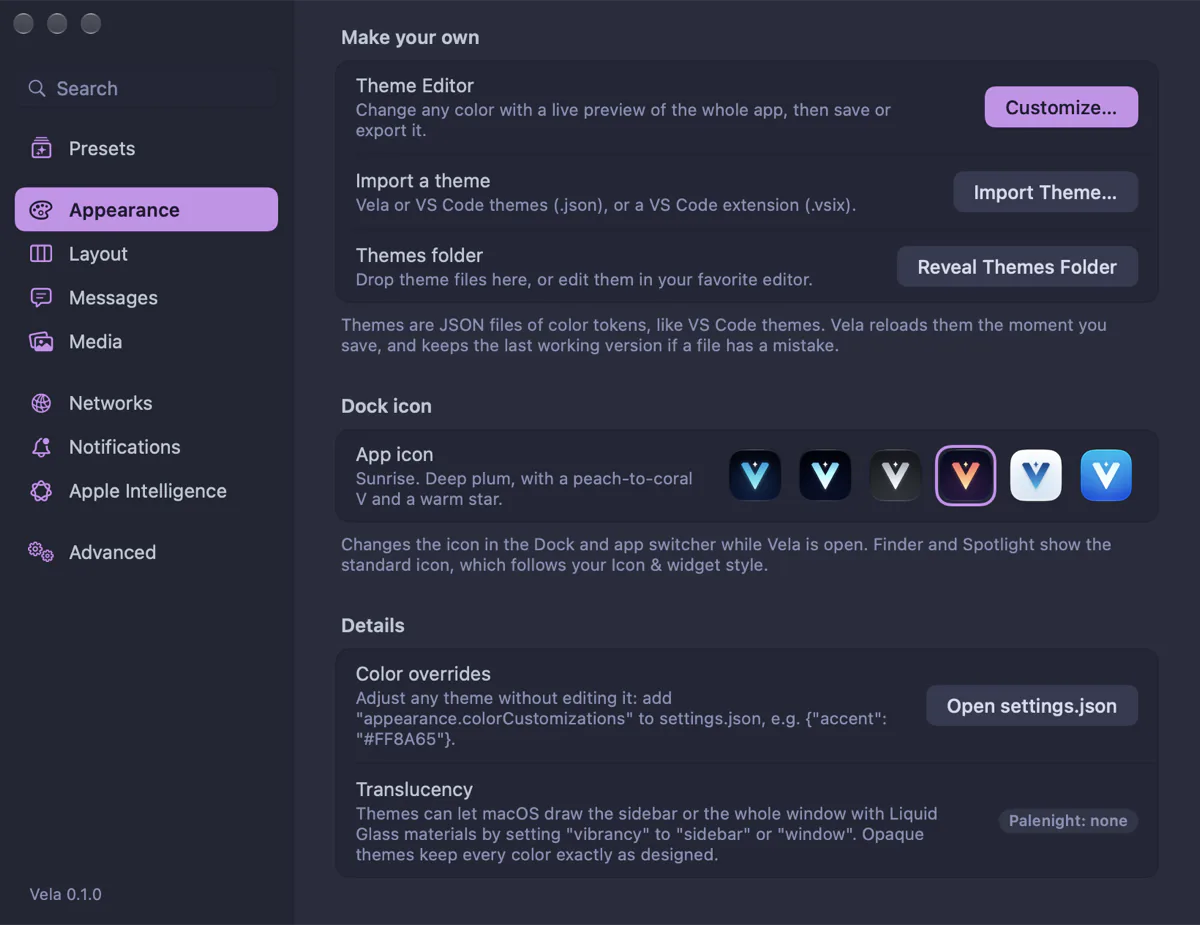 Search
Presets
Appearance
Layout
Messages
Media
Networks
Notifications
Apple Intelligence
Advanced
Vela 0.1.0
Make your own
Theme Editor
Change any color with a live preview of the whole app, then save or
export it.
Customize...
Import a theme
Vela or VS Code themes (.json), or a VS Code extension (.vsix).
Import Theme...
Themes folder
Drop theme files here, or edit them in your favorite editor.
Reveal Themes Folder
Themes are JSON files of color tokens, like VS Code themes. Vela reloads them the moment you
save, and keeps the last working version if a file has a mistake.
Dock icon
App icon
Sunrise. Deep plum, with a peach-to-coral
V and a warm star.
Changes the icon in the Dock and app switcher while Vela is open. Finder and Spotlight show the
standard icon, which follows your Icon & widget style.
Details
Color overrides
Adjust any theme without editing it: add
"appearance.colorCustomizations" to settings.json, e.g. {"accent":
"#FF8A65"}.
Open settings.json
Translucency
Themes can let macOS draw the sidebar or the whole window with Liquid
Glass materials by setting "vibrancy" to "sidebar" or "window". Opaque
themes keep every color exactly as designed.
Palenight: none